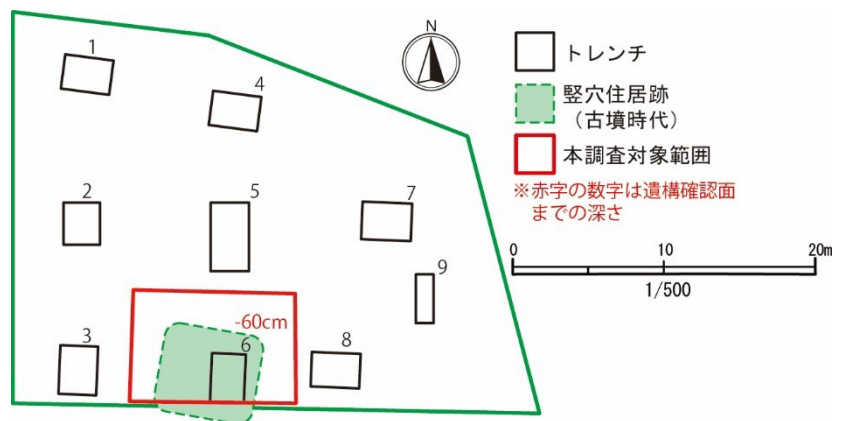 1
4
N
トレンチ
竪穴住居跡
（古墳時代）
本調査対象範囲
※赤字の数字は遺構確認面
までの深さ
2
5
7
9
0 10 20m
1/500
-60cm
3
6
8